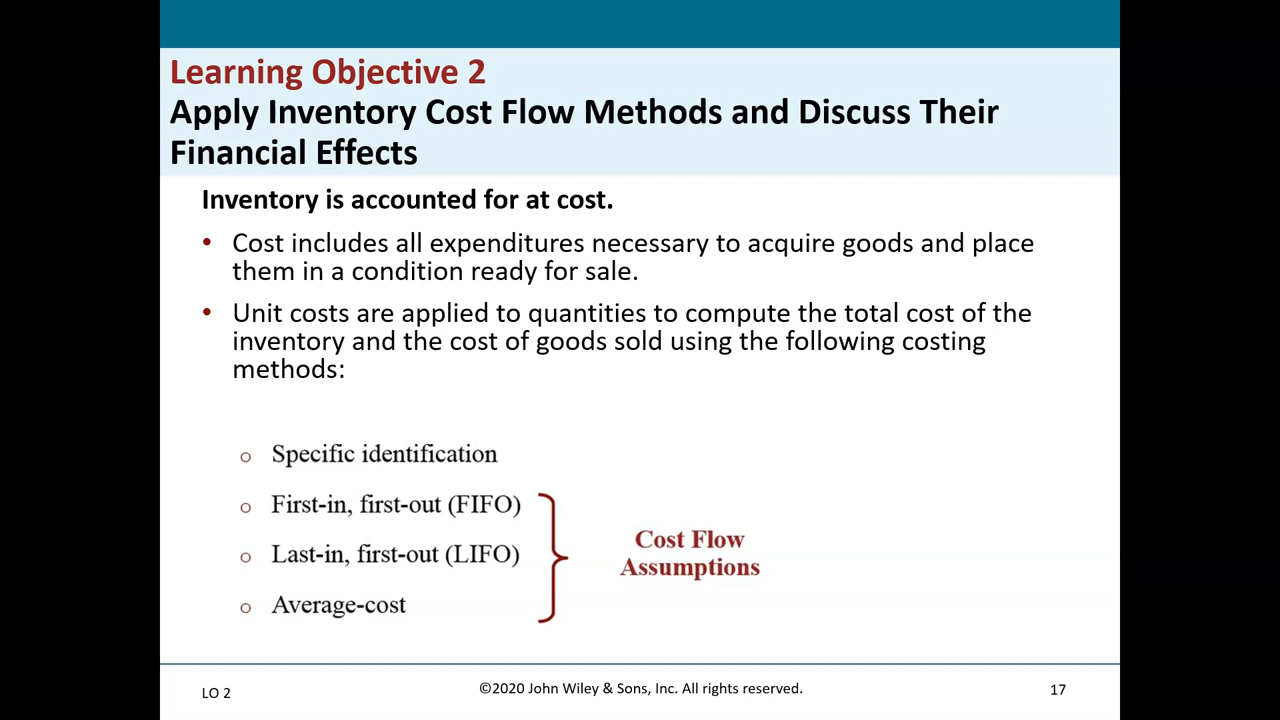 Learning Objective 2
Apply Inventory Cost Flow Methods and Discuss Their
Financial Effects
Inventory is accounted for at cost.
• Cost includes all expenditures necessary to acquire goods and place
them in a condition ready for sale.
• Unit costs are applied to quantities to compute the total cost of the
inventory and the cost of goods sold using the following costing
methods:
o Specific identification
o First-in, first-out (FIFO)
o Last-in, first-out (LIFO)
o Average-cost
Cost Flow
Assumptions
LO 2
©2020 John Wiley & Sons, Inc. All rights reserved.
17